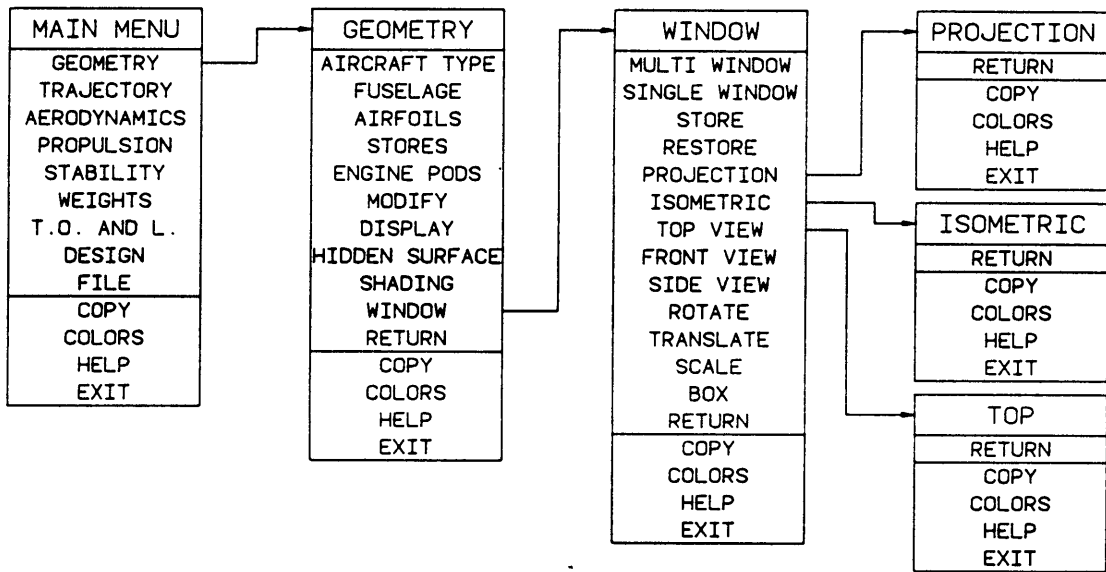 MAIN MENU
GEOMETRY
TRAJECTORY
AERODYNAMICS
PROPULSION
STABILITY
WEIGHTS
T.O. AND L.
DESIGN
FILE
COPY
COLORS
HELP
EXIT
GEOMETRY
AIRCRAFT TYPE
FUSELAGE
AIRFOILS
STORES
ENGINE PODS
MODIFY
DISPLAY
HIDDEN SURFACE
SHADING
WINDOW
RETURN
COPY
COLORS
HELP
EXIT
WINDOW
MULTI WINDOW
SINGLE WINDOW
STORE
RESTORE
PROJECTION
ISOMETRIC
TOP VIEW
FRONT VIEW
SIDE VIEW
ROTATE
TRANSLATE
SCALE
BOX
RETURN
COPY
COLORS
HELP
EXIT
PROJECTION
RETURN
COPY
COLORS
HELP
EXIT
ISOMETRIC
RETURN
COPY
COLORS
HELP
EXIT
TOP
RETURN
COPY
COLORS
HELP
EXIT